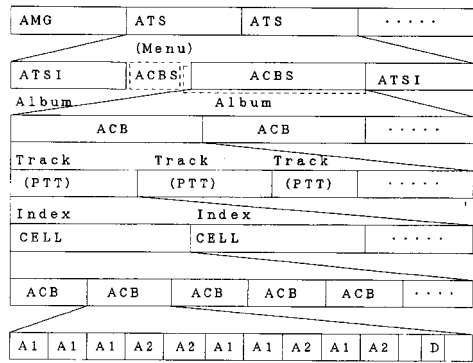 AMG ATS ATS ·····
(Menu)
ATSI ACBS ACBS ATSI
Album Album
ACB ACB ·····
Track Track Track
(PTT) (PTT) (PTT) ·····
Index Index
CELL CELL ·····
ACB ACB ACB ACB ACB ····
A1 A1 A1 A2 A2 A1 A1 A2 A1 A2 D